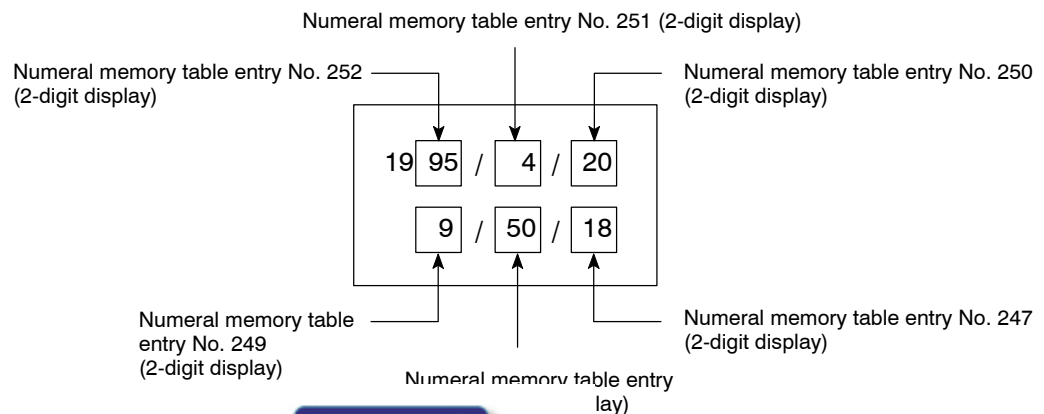 Numeral memory table entry No. 251 (2-digit display)
Numeral memory table entry No. 252
(2-digit display)
Numeral memory table entry No. 250
(2-digit display)
19 95 / 4 / 20
9 / 50 / 18
Numeral memory table
entry No. 249
(2-digit display)
Numeral memory table entry No. 247
(2-digit display)
Numeral memory table entry
lay)